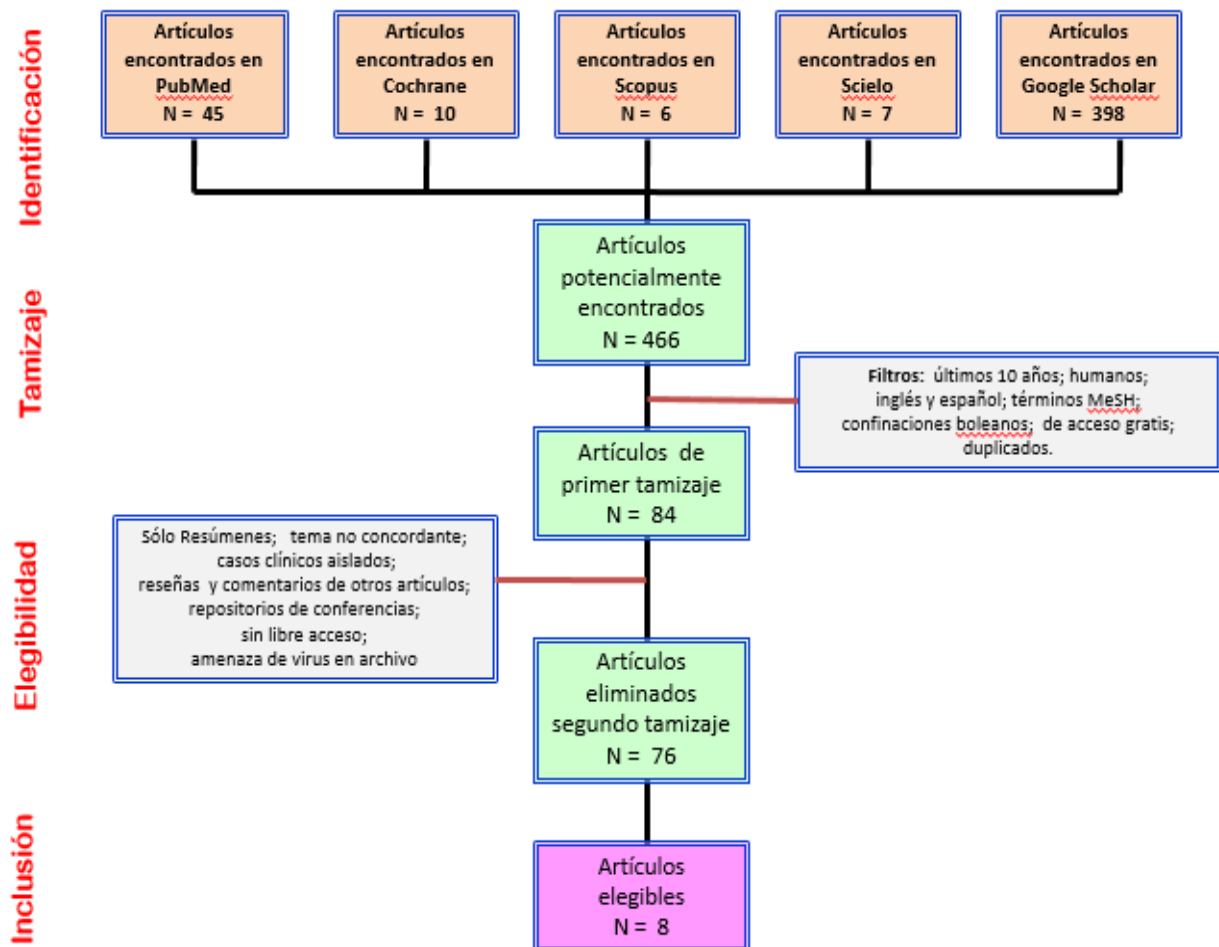 Identificación
Artículos
encontrados en
PubMed
N = 45
Artículos
encontrados en
Cochrane
N = 10
Artículos
encontrados en
Scopus
N = 6
Artículos
encontrados en
Scielo
N = 7
Artículos
encontrados en
Google Scholar
N = 398
Tamizaje
Artículos
potencialmente
encontrados
N = 466
Filtros: últimos 10 años; humanos;
inglés y español; términos MeSH;
confinaciones boleanos; de acceso gratis;
duplicados.
Artículos de
primer tamizaje
N = 84
Elegibilidad
Sólo Resúmenes; tema no concordante;
casos clínicos aislados;
reseñas y comentarios de otros artículos;
repositorios de conferencias;
sin libre acceso;
amenaza de virus en archivo
Artículos
eliminados
segundo tamizaje
N = 76
Inclusión
Artículos
elegibles
N = 8